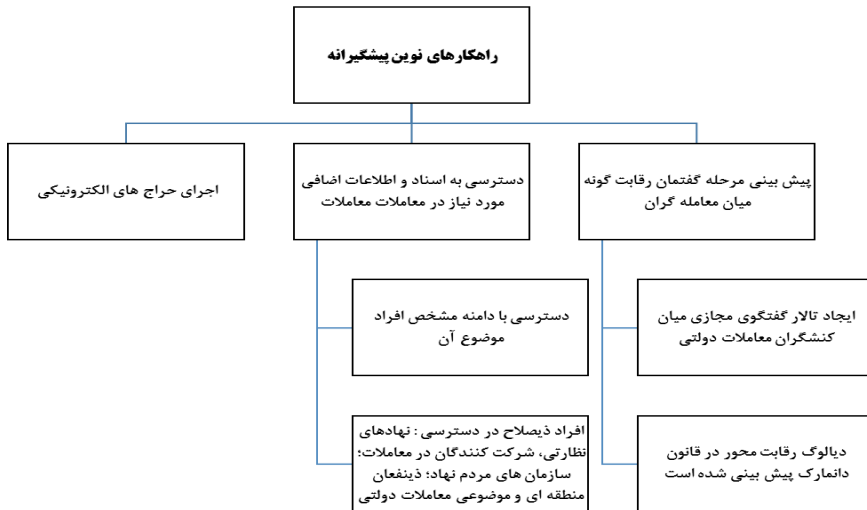 راهکارهای نوین پیشگیرانه
پیش بینی مرحله گفتمان رقابت گونه
میان معامله گران
دسترسی به اسناد و اطلاعات اضافی
مورد نیاز در معاملات معاملات
اجرای حراج های الکترونیکی
ایجاد تالار گفتگوی مجازی میان
کنشگران معاملات دولتی
دیالوگ رقابت محور در قانون
دانمارک پیش بینی شده است
دسترسی با دامنه مشخص افراد
موضوع آن
افراد ذیصلاح در دسترسی : نهادهای
نظارتی، شرکت کنندگان در معاملات؛
سازمان های مردم نهاد؛ ذینفعان
منطقه ای و موضوعی معاملات دولتی